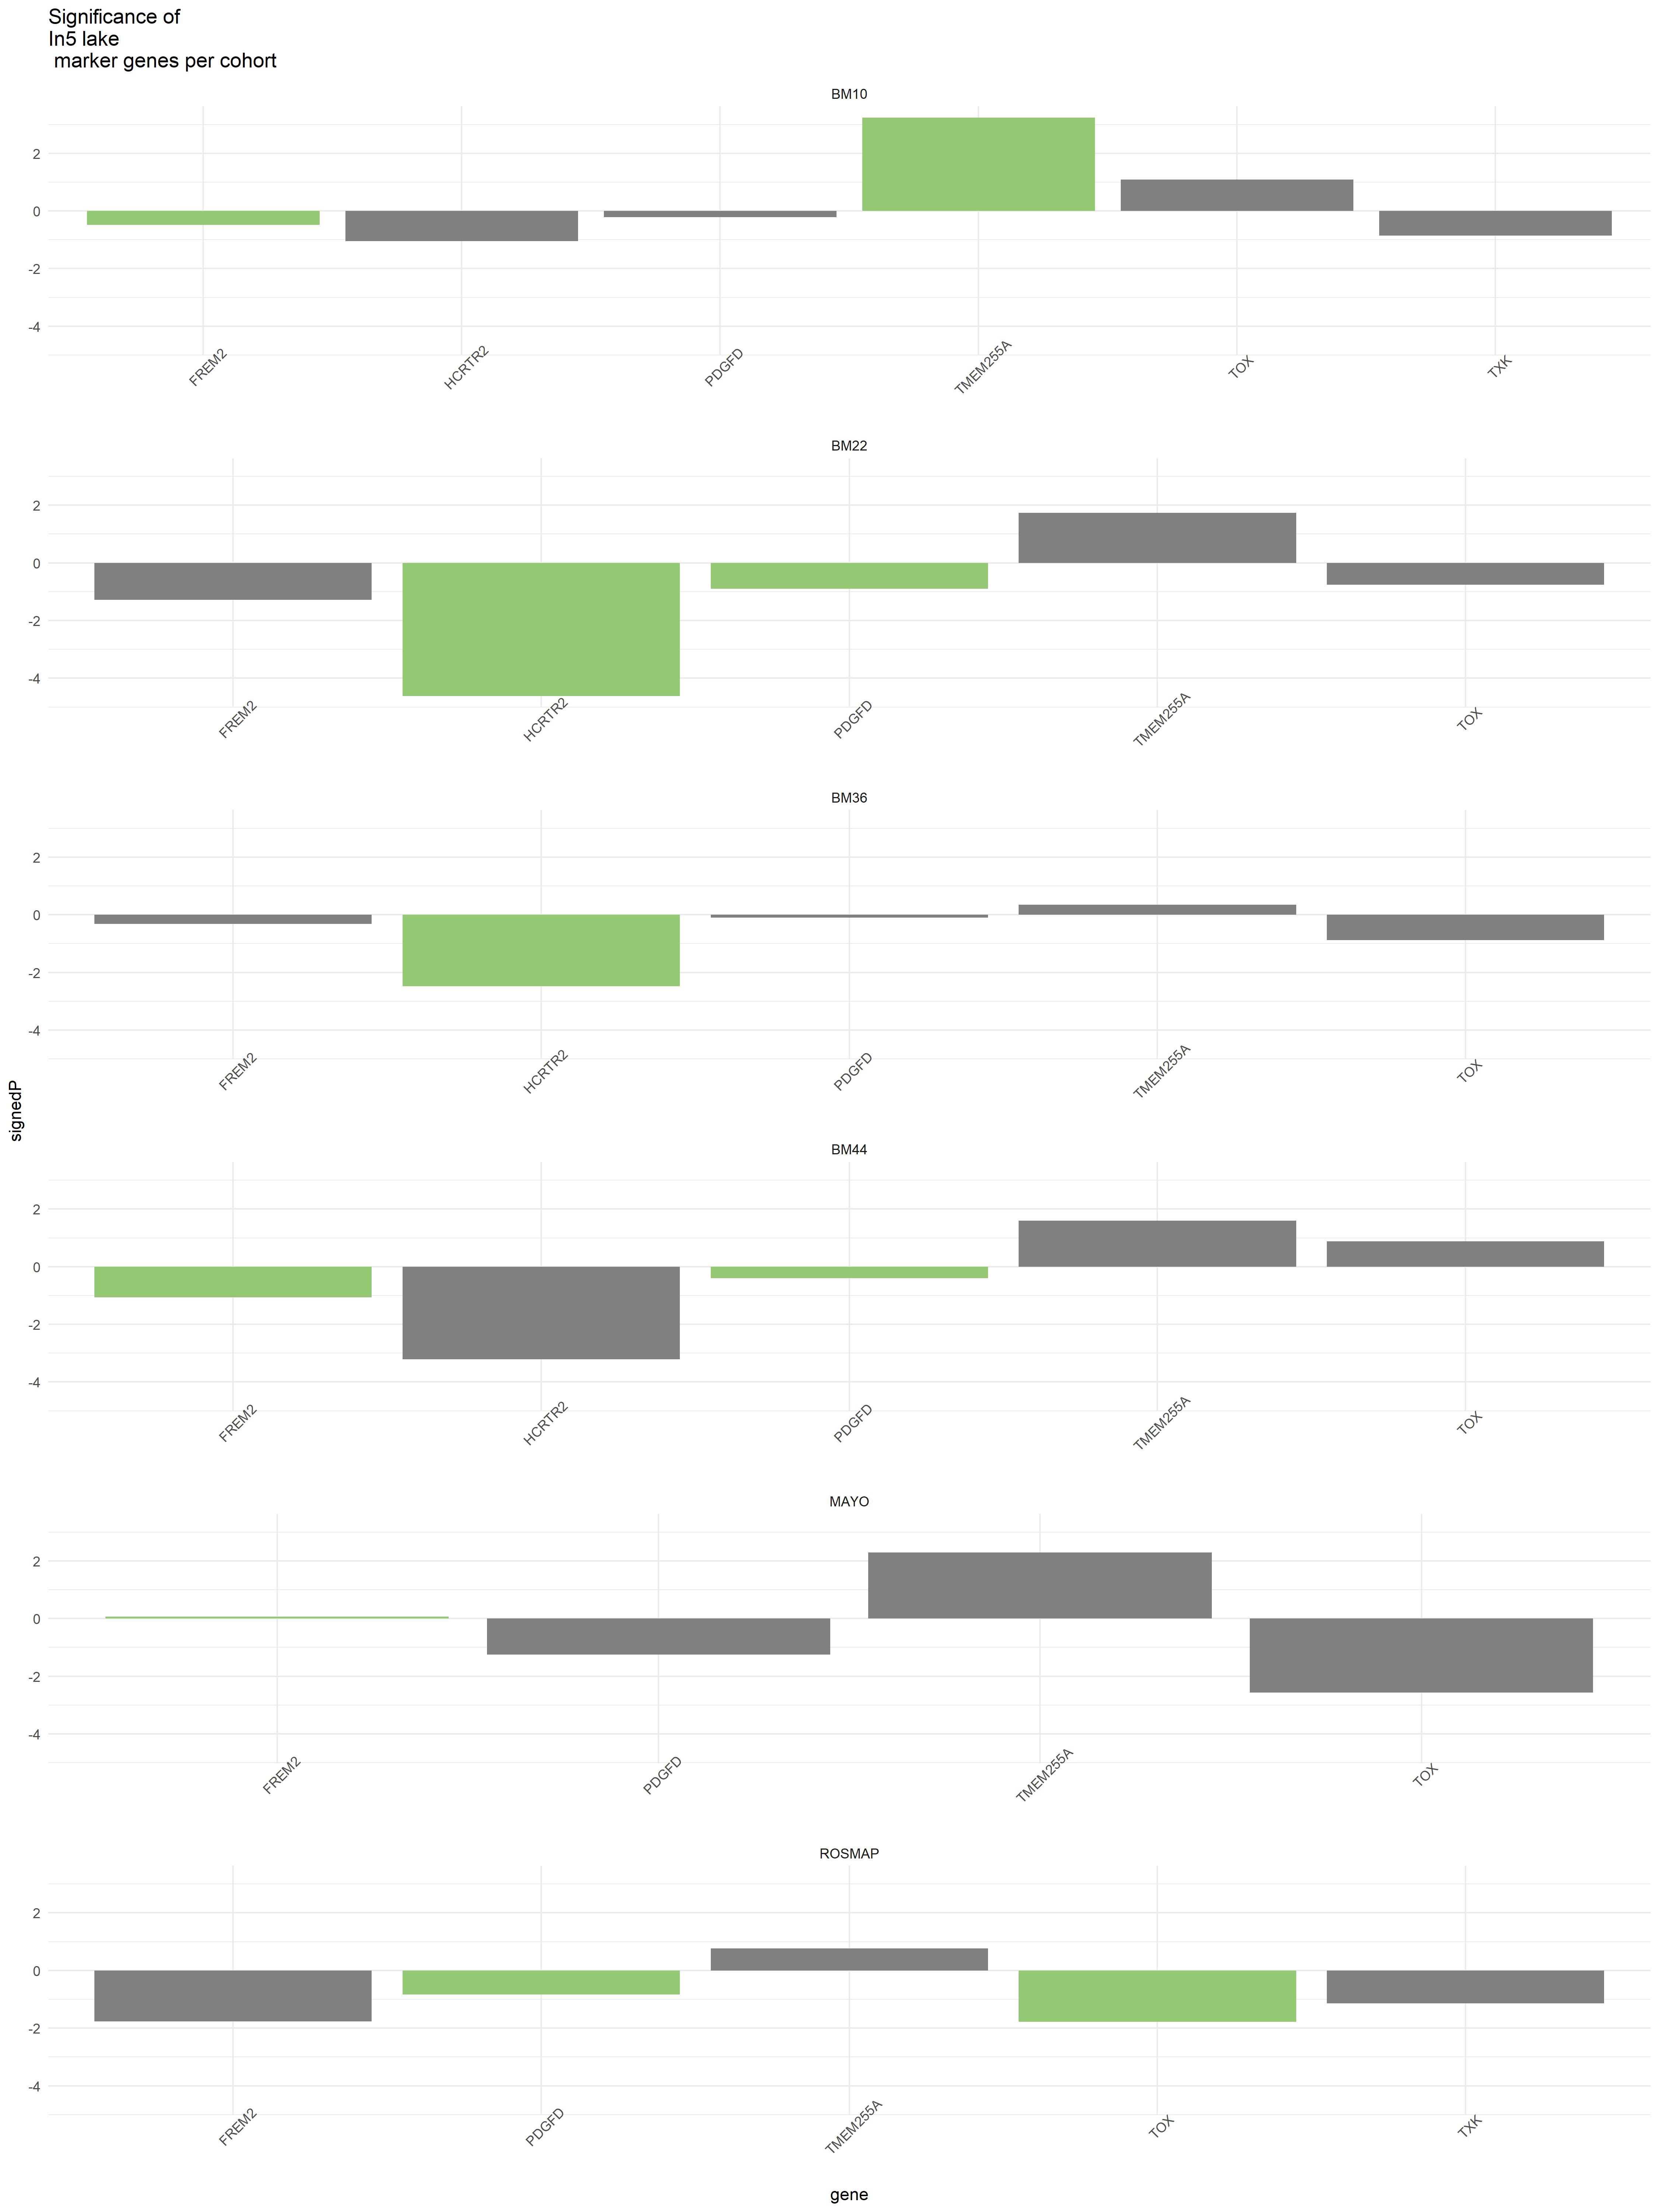 Significance of
In5 lake
marker genes per cohort
BM10
2
0
-2
-4
FREM2 HCRTR2 PDGFD TMEM255A TOX TXK
BM22
2
0
-2
-4
FREM2 HCRTR2 PDGFD TMEM255A TOX
BM36
2
0
-2
-4
FREM2 HCRTR2 PDGFD TMEM255A TOX
signedP
BM44
2
0
-2
-4
FREM2 HCRTR2 PDGFD TMEM255A TOX
MAYO
2
0
-2
-4
FREM2 PDGFD TMEM255A TOX
ROSMAP
2
0
-2
-4
FREM2 PDGFD TMEM255A TOX TXK
gene